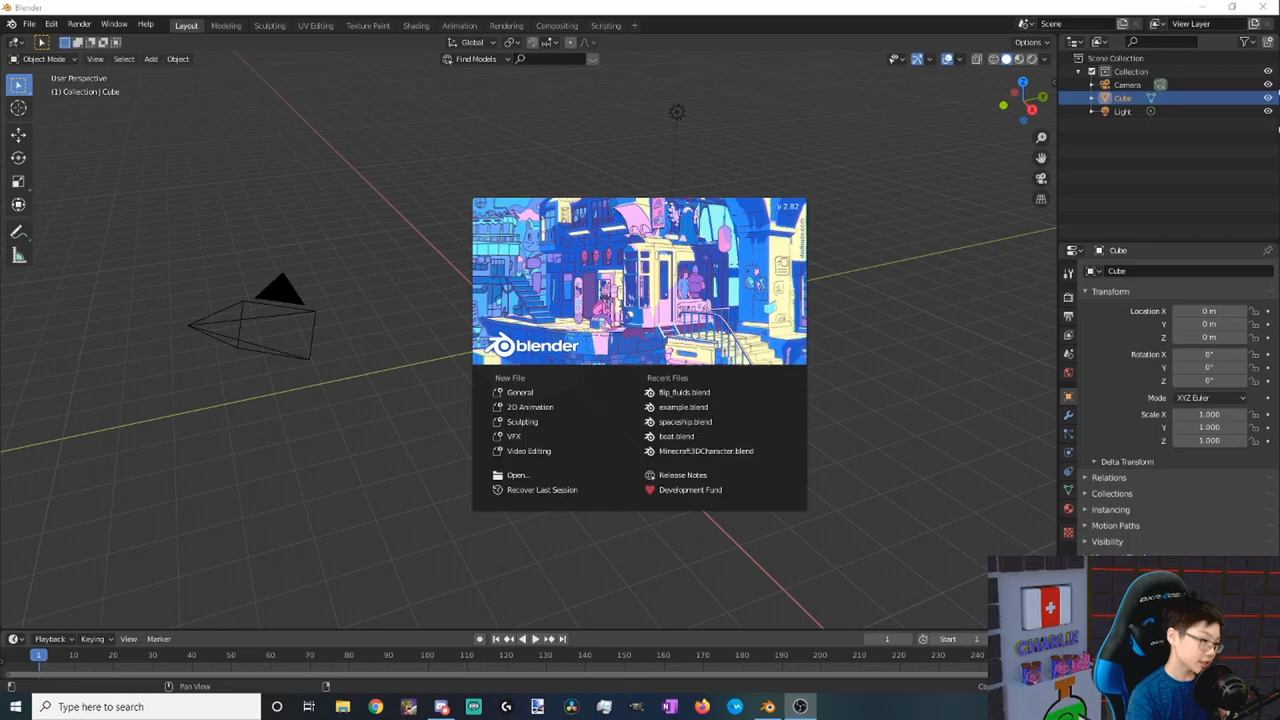 Blender
File Edit Render Window Help
Layout Modeling Sculpting UV Editing Texture Paint Shading Animation Rendering Compositing Scripting +
Scene
View Layer
Global
Options
Object Mode View Select Add Object
Find Models
User Perspective
(1) Collection | Cube
Scene Collection
Collection
Camera
Cube
Light
Z
Y
X
v 2.82
blender
New File
General
2D Animation
Sculpting
VFX
Video Editing
Open...
Recover Last Session
Recent Files
flip_fluids.blend
example.blend
spaceship.blend
boat.blend
Minecraft3DCharacter.blend
Release Notes
Development Fund
Cube
Cube
Transform
Location X 0 m
Y 0 m
Z 0 m
Rotation X 0°
Y 0°
Z 0°
Mode XYZ Euler
Scale X 1.000
Y 1.000
Z 1.000
Delta Transform
Relations
Collections
Instancing
Motion Paths
Visibility
CHARLIE
Playback Keying View Marker
1 Start 1
1 10 20 30 40 50 60 70 80 90 100 110 120 130 140 150 160 170 180 190 200 210 220 230 240
Pan View
Type here to search